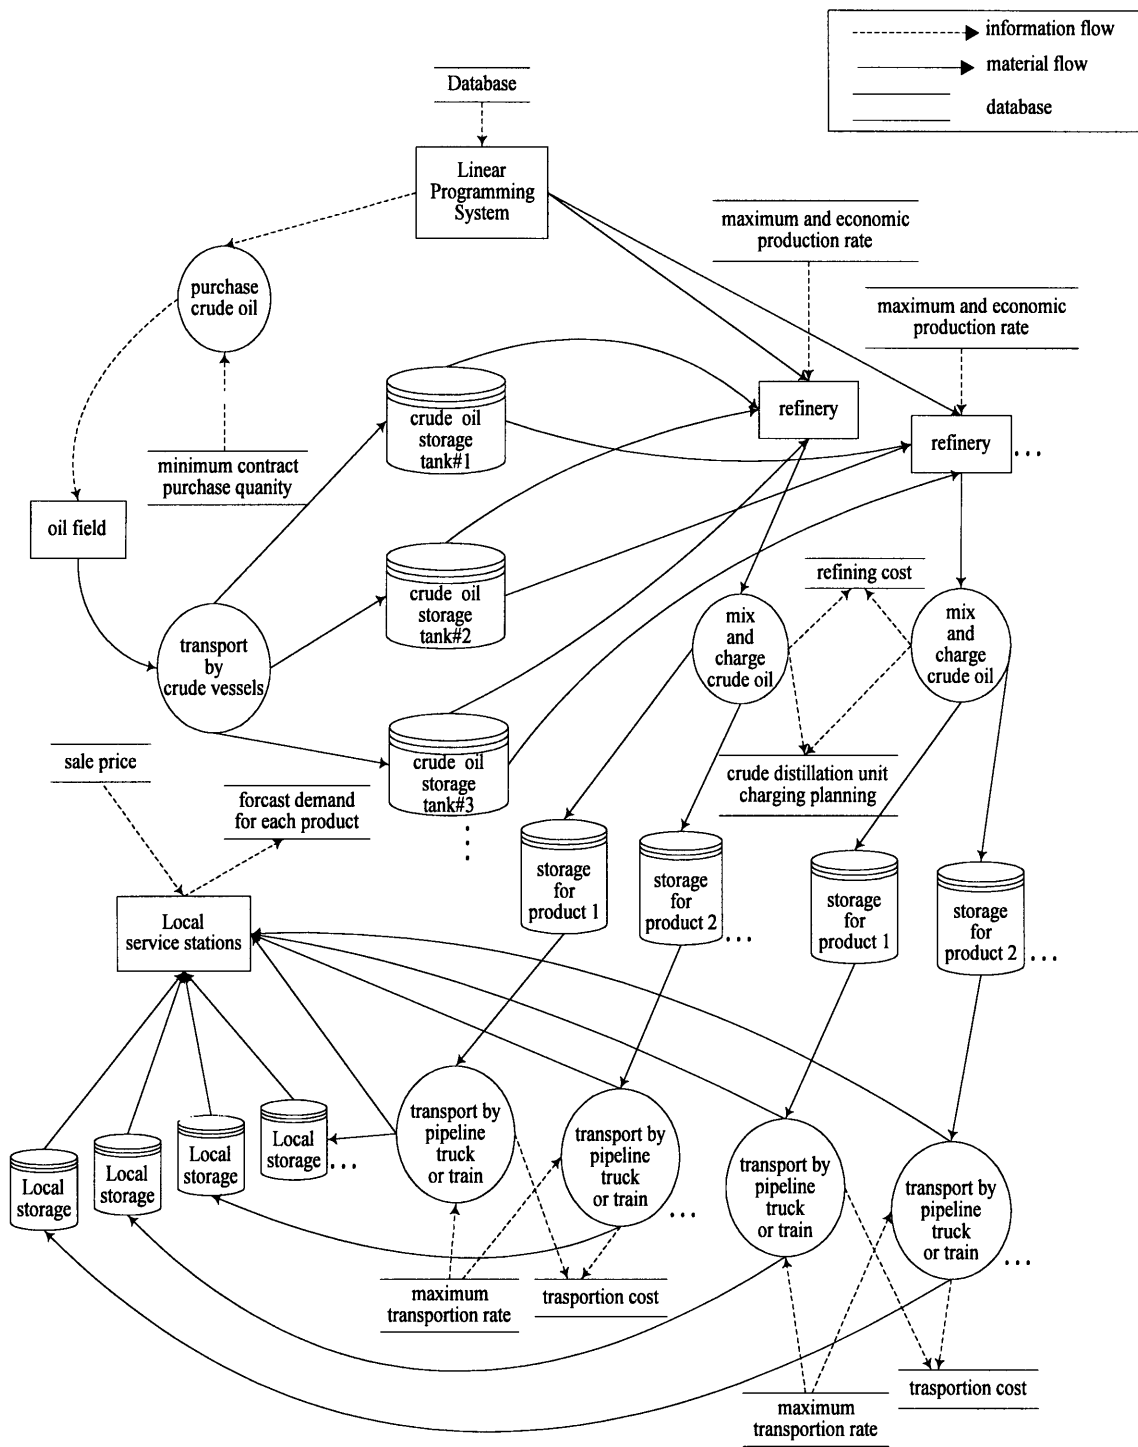 information flow
material flow
database
Database
Linear
Programming
System
maximum and economic
production rate
purchase
crude oil
maximum and economic
production rate
crude oil
storage
tank#1
refinery
refinery
...
minimum contract
purchase quanity
oil field
crude oil
storage
tank#2
refining cost
mix
and
charge
crude oil
mix
and
charge
crude oil
transport
by
crude vessels
crude oil
storage
tank#3
sale price
forcast demand
for each product
crude distillation unit
charging planning
storage
for
product 1
storage
for
product 2
...
storage
for
product 1
storage
for
product 2
...
Local
service stations
Local
storage
Local
storage
Local
storage
Local
storage
...
transport by
pipeline
truck
or train
transport by
pipeline
truck
or train
...
transport by
pipeline
truck
or train
transport by
pipeline
truck
or train
...
maximum
transportion rate
trasportion cost
trasportion cost
maximum
transportion rate